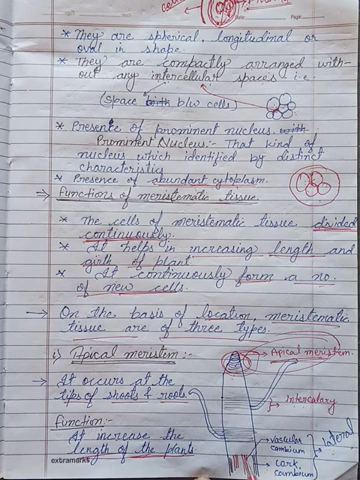 Date Page
* They are spherical, longitudinal or
oval in shape
* They are compactly arranged with-
out any intercellular spaces i.e.
(space b/w cells)
* Presence of prominent nucleus.
Prominent Nucleus:- That kind of
nucleus which identified by distinct
characteristics
* Presence of abundant cytoplasm.
→ Functions of meristematic tissue
* The cells of meristematic tissue divided
continuously.
* It helps in increasing length and
girth of plant
* It continuously form a no.
of new cells.
→ On the basis of location, meristematic
tissue are of three types.
i) Apical meristem :-
→ Apical meristem.
→ It occurs at the
tips of shoots & roots
→ Intercalary
Function:-
It increase the
length of the plants
→ Vascular
cambium
→ Cork
Cambium
Lateral
extramarks